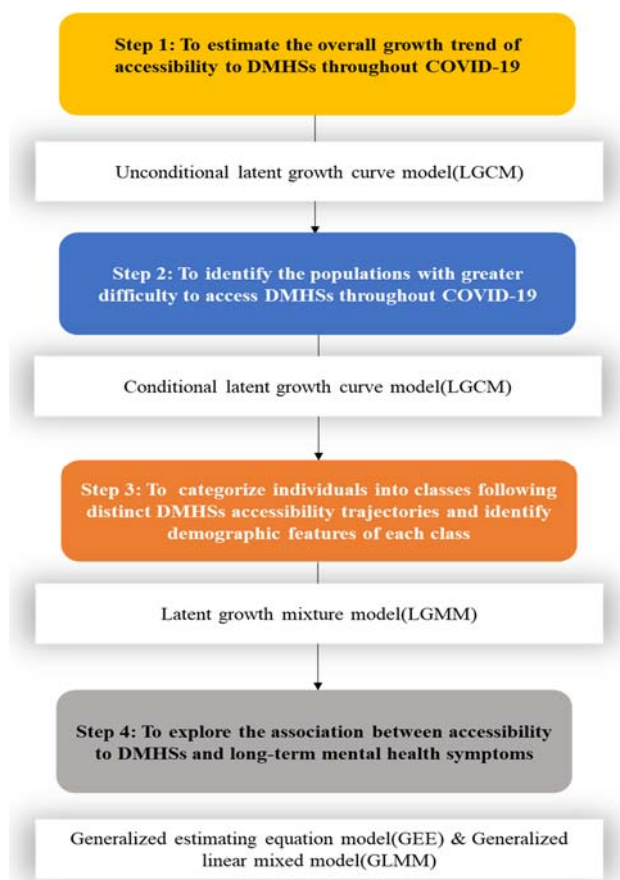 Step 1: To estimate the overall growth trend of
accessibility to DMHSs throughout COVID-19
Unconditional latent growth curve model(LGCM)
Step 2: To identify the populations with greater
difficulty to access DMHSs throughout COVID-19
Conditional latent growth curve model(LGCM)
Step 3: To categorize individuals into classes following
distinct DMHSs accessibility trajectories and identify
demographic features of each class
Latent growth mixture model(LGMM)
Step 4: To explore the association between accessibility
to DMHSs and long-term mental health symptoms
Generalized estimating equation model(GEE) & Generalized
linear mixed model(GLMM)